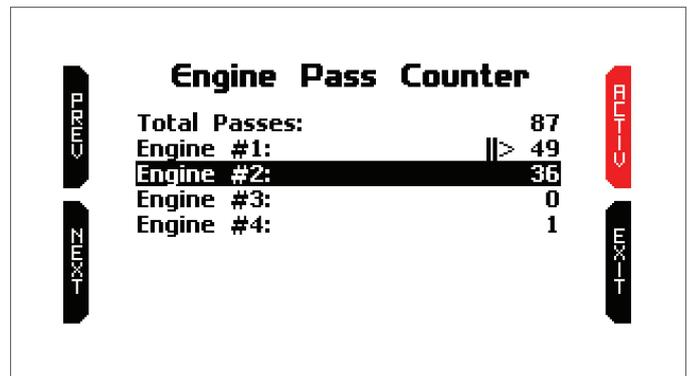 Engine Pass Counter
PREV
ACTIV
Total Passes: 87
Engine #1: ||> 49
Engine #2: 36
Engine #3: 0
Engine #4: 1
NEXT
EXIT